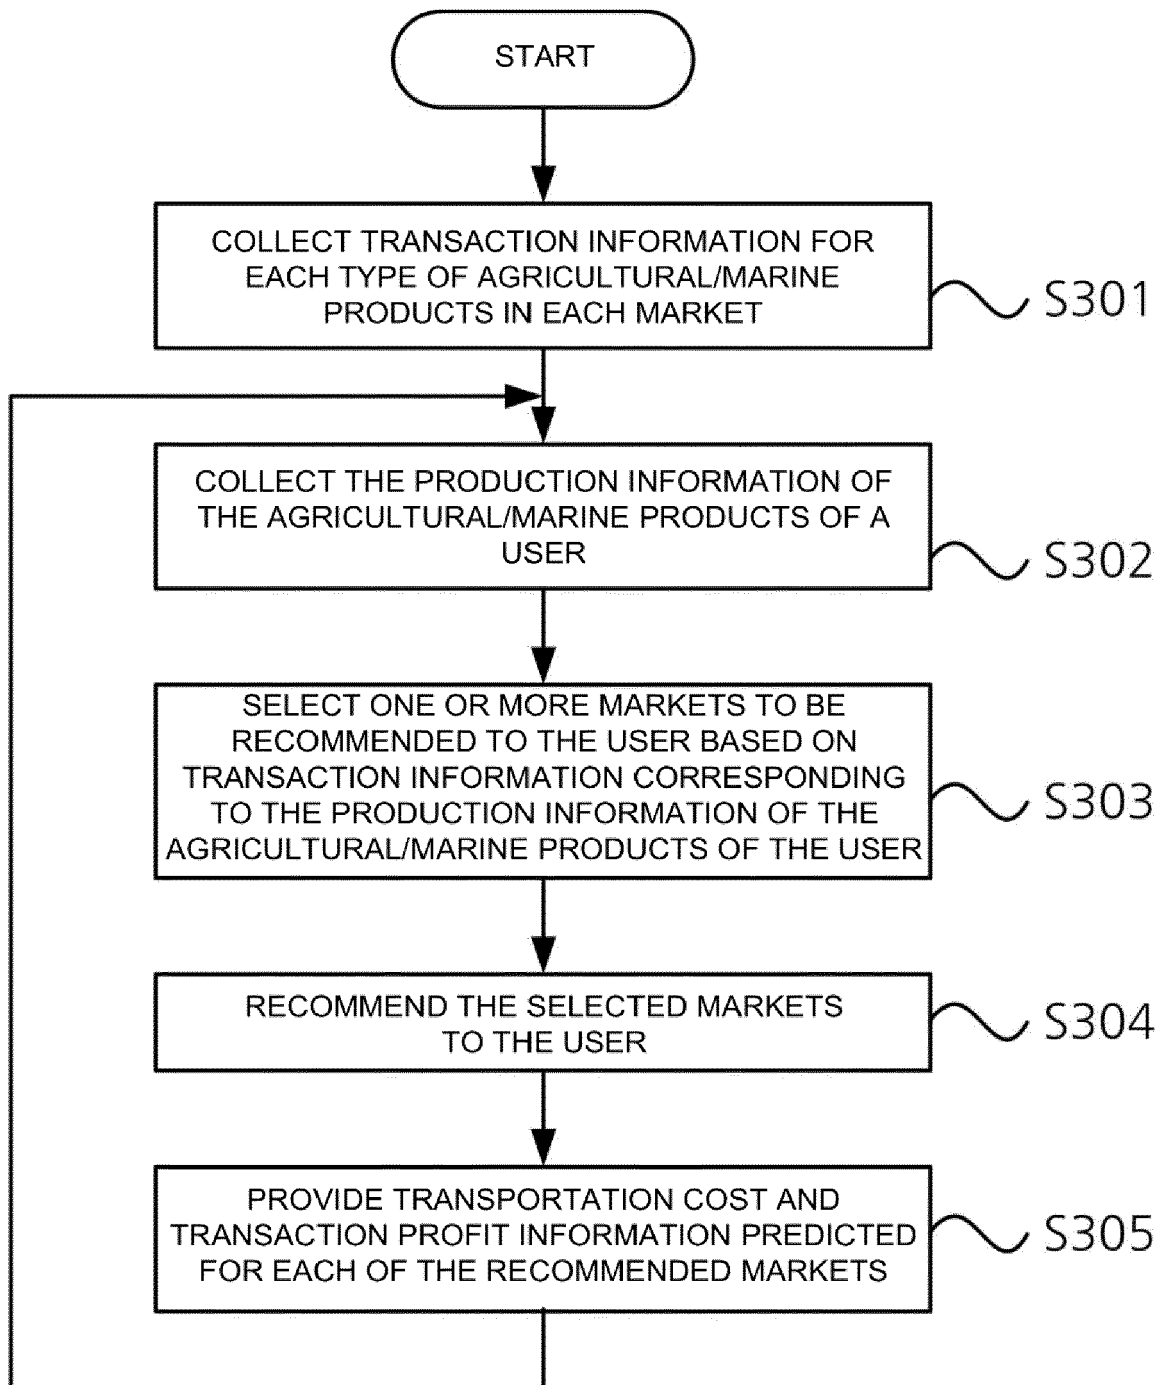 START
COLLECT TRANSACTION INFORMATION FOR
EACH TYPE OF AGRICULTURAL/MARINE
PRODUCTS IN EACH MARKET
S301
COLLECT THE PRODUCTION INFORMATION OF
THE AGRICULTURAL/MARINE PRODUCTS OF A
USER
S302
SELECT ONE OR MORE MARKETS TO BE
RECOMMENDED TO THE USER BASED ON
TRANSACTION INFORMATION CORRESPONDING
TO THE PRODUCTION INFORMATION OF THE
AGRICULTURAL/MARINE PRODUCTS OF THE USER
S303
RECOMMEND THE SELECTED MARKETS
TO THE USER
S304
PROVIDE TRANSPORTATION COST AND
TRANSACTION PROFIT INFORMATION PREDICTED
FOR EACH OF THE RECOMMENDED MARKETS
S305